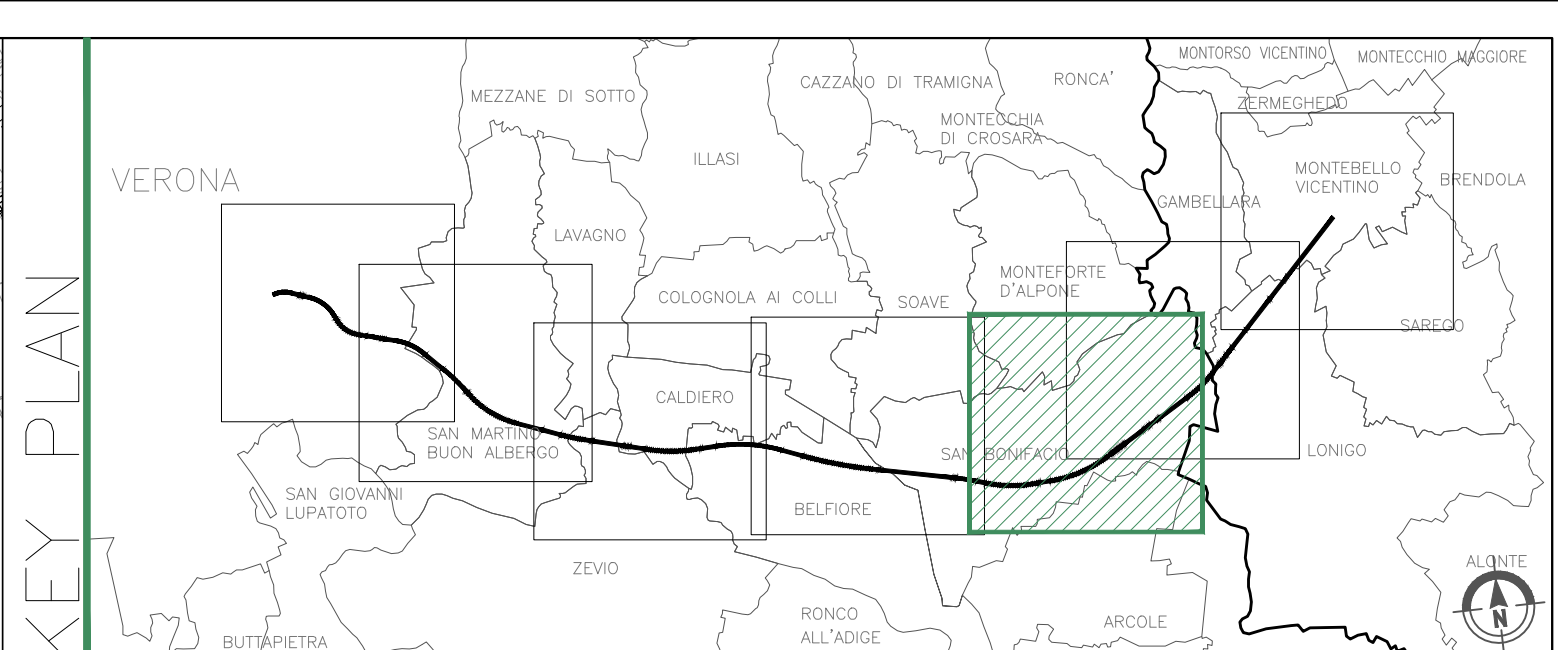 KEY PLAN
MONTORSO VICENTINO
MONTECCHIO MAGGIORE
RONCA'
CAZZANO DI TRAMIGNA
MEZZANE DI SOTTO
ZERMEGHEDO
MONTECCHIA
DI CROSARA
ILLASI
VERONA
MONTEBELLO
VICENTINO
BRENDOLA
GAMBELLARA
LAVAGNO
MONTEFORTE
D'ALPONE
COLOGNOLA AI COLLI
SOAVE
SAREGO
CALDIERO
SAN MARTINO
BUON ALBERGO
SAN BONIFACIO
LONIGO
SAN GIOVANNI
LUPATOTO
BELFIORE
ZEVIO
ALONTE
RONCO
ALL'ADIGE
ARCOLE
N
BUTTAPIETRA